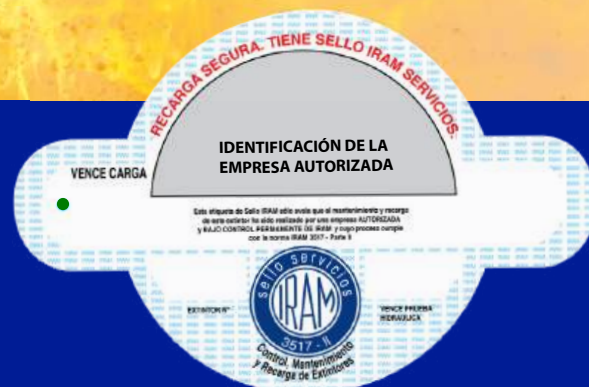 RECARGA SEGURA. TIENE SELLO IRAM SERVICIOS.
IDENTIFICACIÓN DE LA
EMPRESA AUTORIZADA
VENCE CARGA
Esta etiqueta de Sello IRAM sólo avala que el mantenimiento y recarga
de este extintor ha sido realizado por una empresa AUTORIZADA
y BAJO CONTROL PERMANENTE DE IRAM y cuyo proceso cumple
con la norma IRAM 3517 - Parte II
EXTINTOR Nº
sello servicios
IRAM
3517 - II
VENCE PRUEBA
HIDRAULICA
Control, Mantenimiento
y Recarga de Extintores